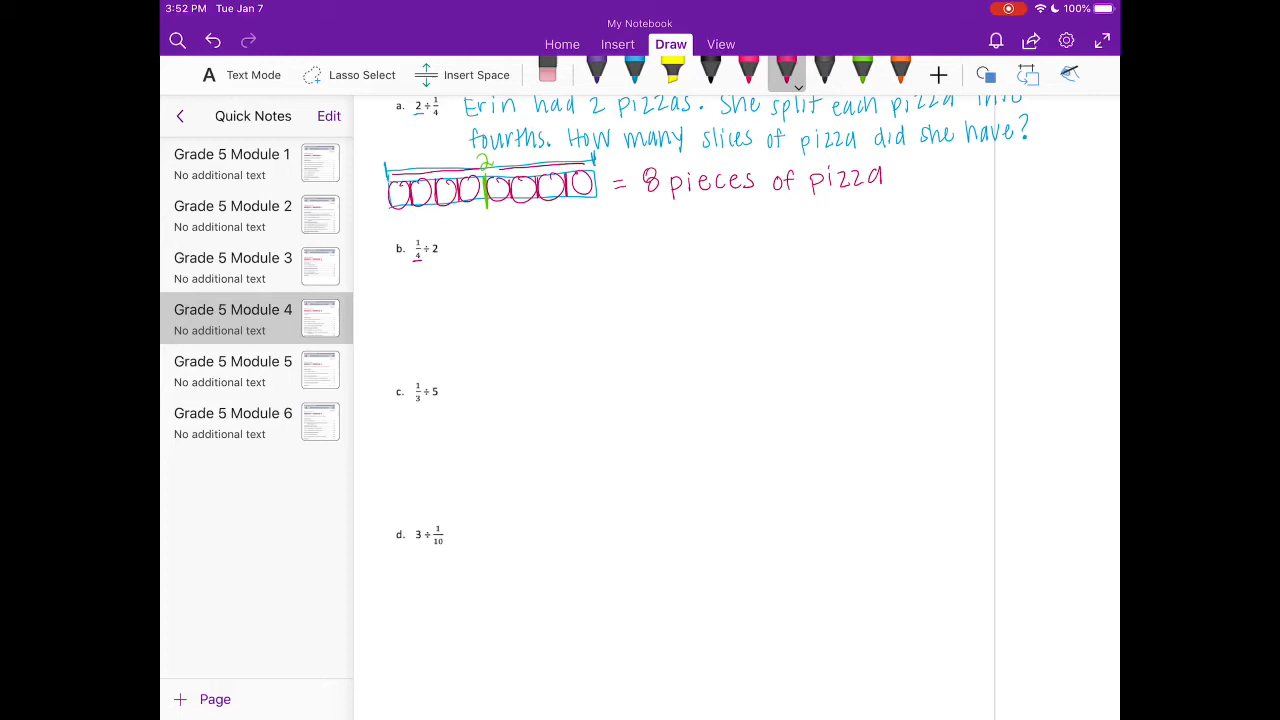 3:52 PM Tue Jan 7
100%
My Notebook
Home Insert Draw View
Text Mode Lasso Select Insert Space
Quick Notes Edit
Grade 5 Module 1
No additional text
Grade 5 Module 2
No additional text
Grade 5 Module 3
No additional text
Grade 5 Module 4
No additional text
Grade 5 Module 5
No additional text
Grade 5 Module 6
No additional text
Page
a. 2 ÷ 1/4 Erin had 2 pizzas. She split each pizza into
fourths. How many slices of pizza did she have?
2
= 8 pieces of pizza
b. 1/4 ÷ 2
c. 1/3 ÷ 5
d. 3 ÷ 1/10